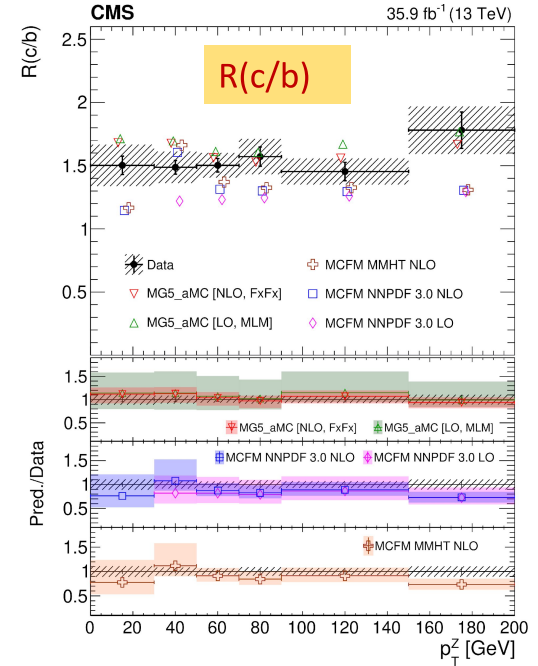 CMS 35.9 fb⁻¹ (13 TeV)
R(c/b)
R(c/b)
2.5
2
1.5
1
0.5
Data
MG5_aMC [NLO, FxFx]
MG5_aMC [LO, MLM]
MCFM MMHT NLO
MCFM NNPDF 3.0 NLO
MCFM NNPDF 3.0 LO
Pred./Data
1.5
1
0.5
MG5_aMC [NLO, FxFx] MG5_aMC [LO, MLM]
MCFM NNPDF 3.0 NLO MCFM NNPDF 3.0 LO
1.5
1
0.5
MCFM MMHT NLO
1.5
1
0.5
0 20 40 60 80 100 120 140 160 180 200
p_T^Z [GeV]